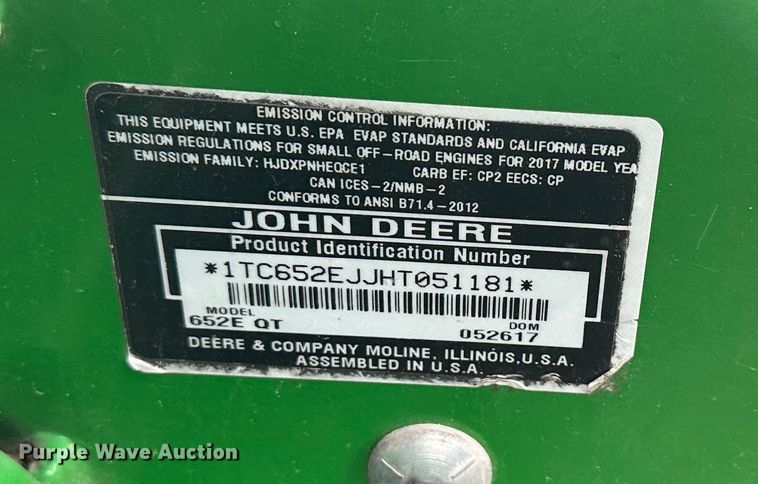 EMISSION CONTROL INFORMATION:
THIS EQUIPMENT MEETS U.S. EPA EVAP STANDARDS AND CALIFORNIA EVAP
EMISSION REGULATIONS FOR SMALL OFF-ROAD ENGINES FOR 2017 MODEL YEA
EMISSION FAMILY: HJDXPNHEQCE1 CARB EF: CP2 EECS: CP
CAN ICES-2/NMB-2
CONFORMS TO ANSI B71.4-2012
JOHN DEERE
Product Identification Number
*1TC652EJJHT051181*
MODEL DOM
652E QT 052617
DEERE & COMPANY MOLINE, ILLINOIS, U.S.A.
ASSEMBLED IN U.S.A.
Purple Wave Auction